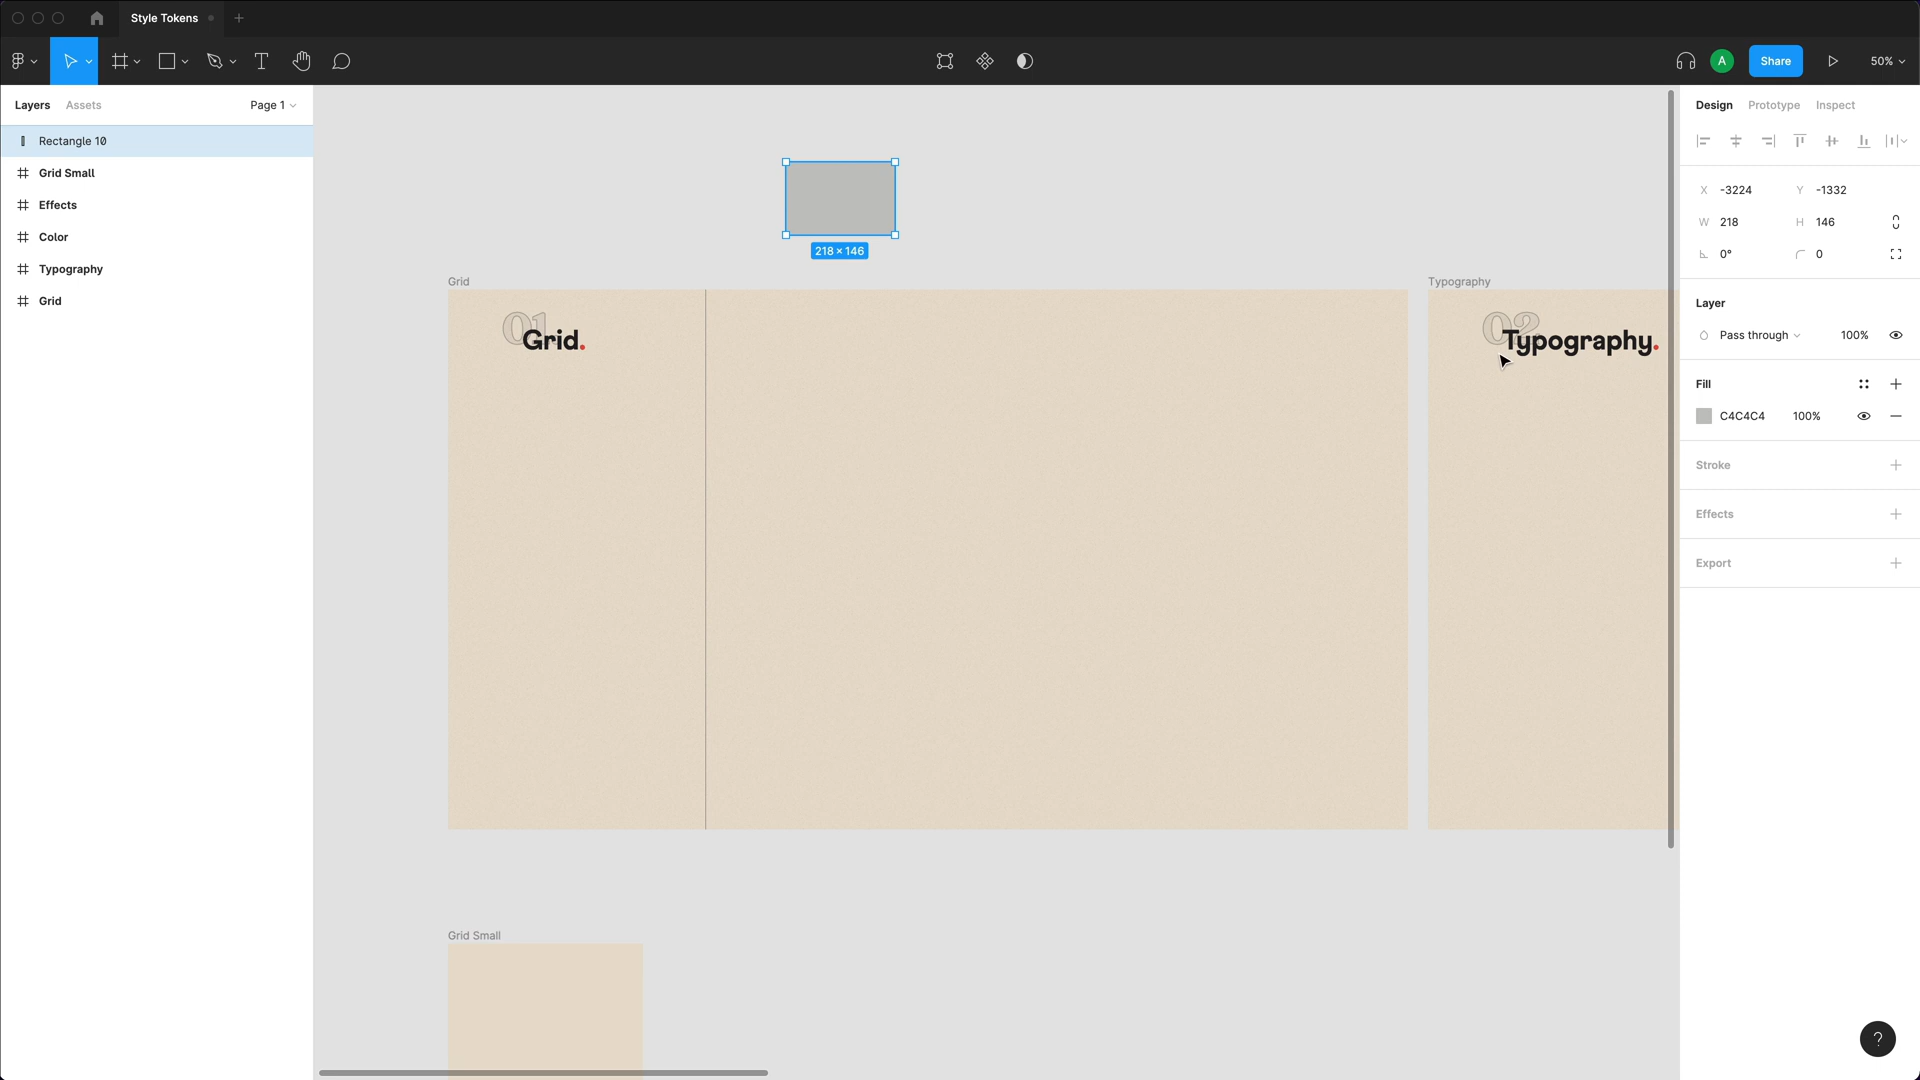 Style Tokens
A
Share
50%
Layers
Assets
Page 1
Design
Prototype
Inspect
Rectangle 10
Grid Small
Effects
Color
Typography
Grid
218 × 146
Grid
01
Grid.
Typography
02
Typography.
Grid Small
X -3224
Y -1332
W 218
H 146
0°
0
Layer
Pass through
100%
Fill
C4C4C4
100%
Stroke
Effects
Export
?